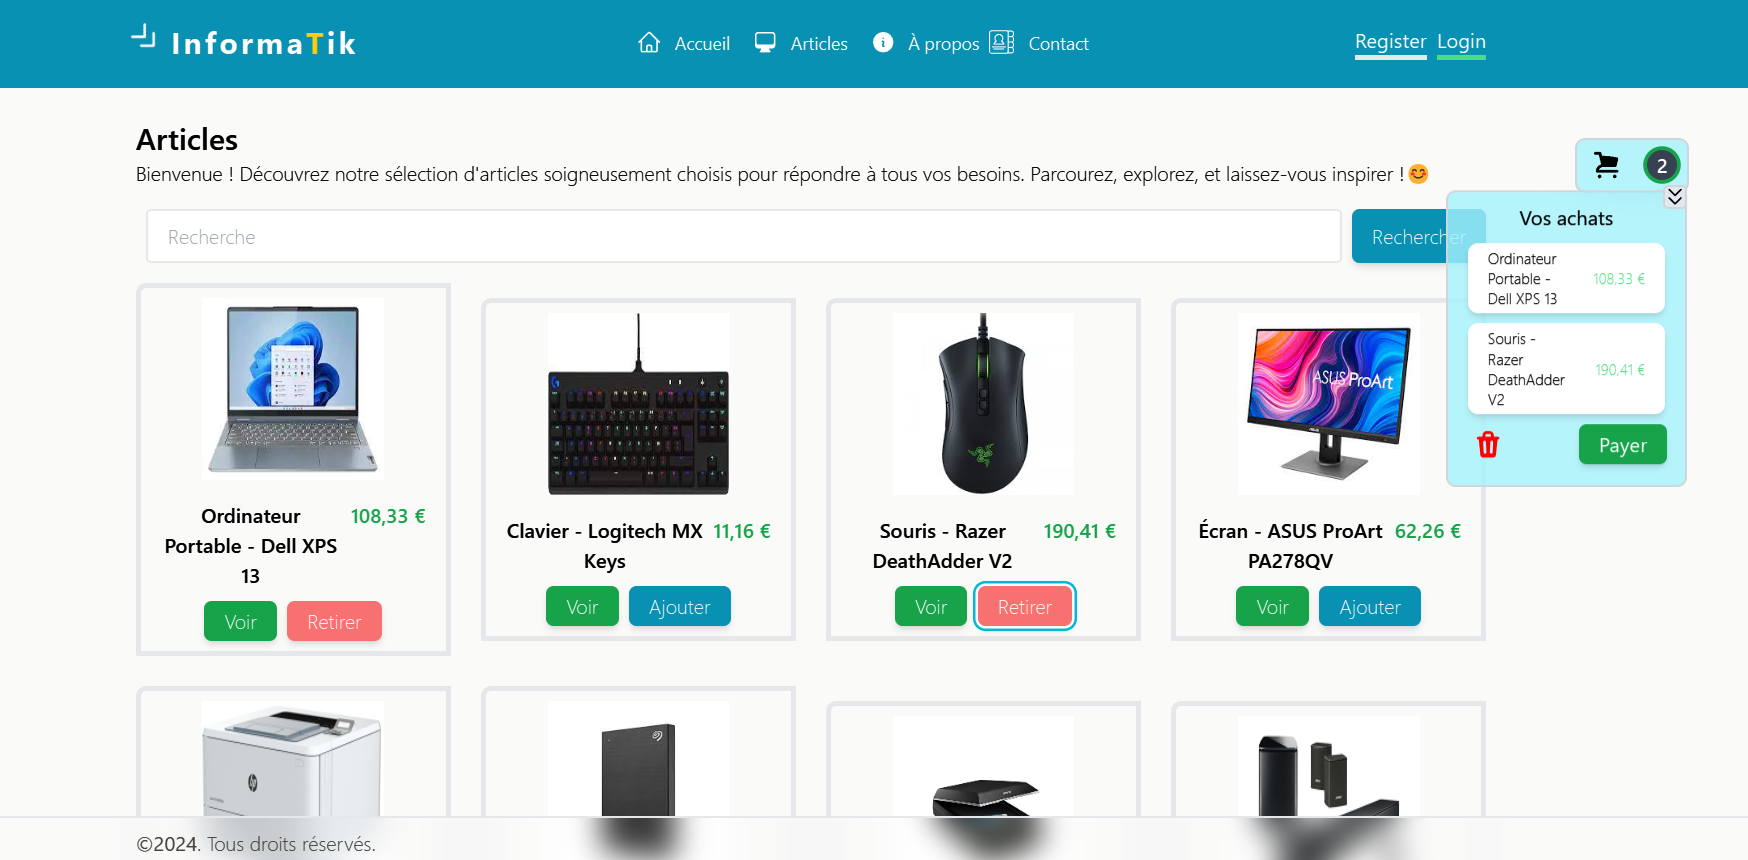 InformaTik
Accueil
Articles
À propos
Contact
Register
Login
Articles
Bienvenue ! Découvrez notre sélection d'articles soigneusement choisis pour répondre à tous vos besoins. Parcourez, explorez, et laissez-vous inspirer !😊
2
Recherche
Rechercher
Vos achats
Ordinateur
Portable -
Dell XPS 13
108,33 €
Souris -
Razer
DeathAdder
V2
190,41 €
Payer
ASUS ProArt
Ordinateur
Portable - Dell XPS
13
108,33 €
Voir
Retirer
Clavier - Logitech MX
Keys
11,16 €
Voir
Ajouter
Souris - Razer
DeathAdder V2
190,41 €
Voir
Retirer
Écran - ASUS ProArt
PA278QV
62,26 €
Voir
Ajouter
©2024. Tous droits réservés.